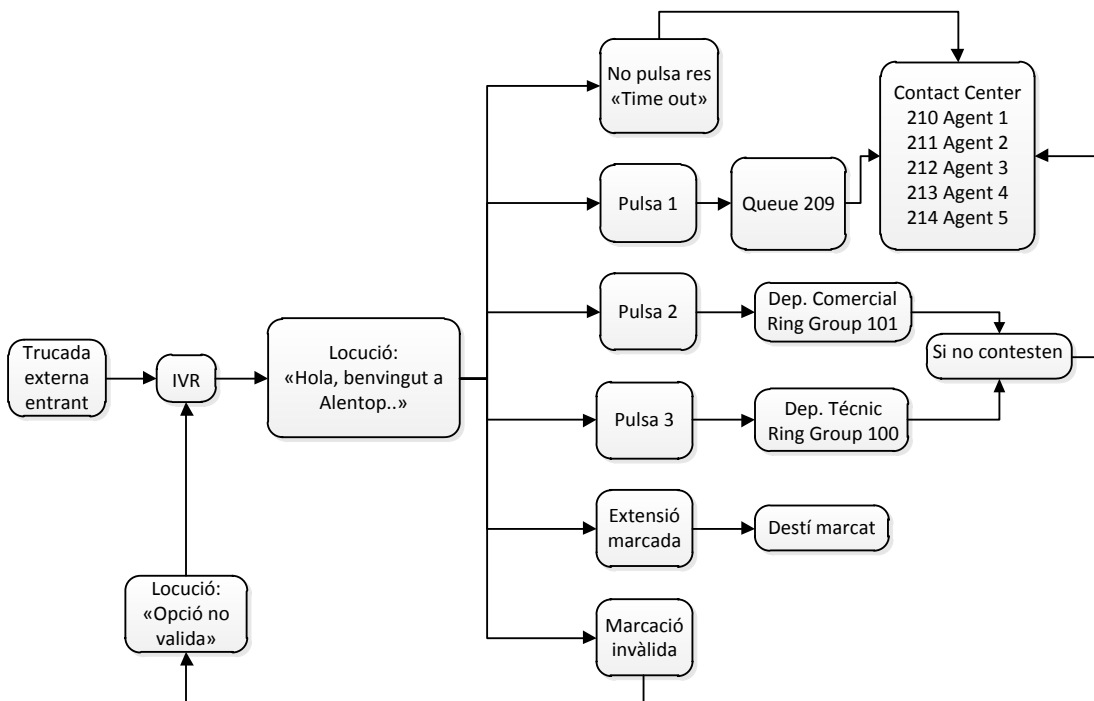 No pulsa res
«Time out»
Contact Center
210 Agent 1
211 Agent 2
212 Agent 3
213 Agent 4
214 Agent 5
Pulsa 1
Queue 209
Pulsa 2
Dep. Comercial
Ring Group 101
Trucada
externa
entrant
IVR
Locució:
«Hola, benvingut a
Alentop..»
Si no contesten
Pulsa 3
Dep. Técnic
Ring Group 100
Extensió
marcada
Destí marcat
Locució:
«Opció no
valida»
Marcació
invàlida